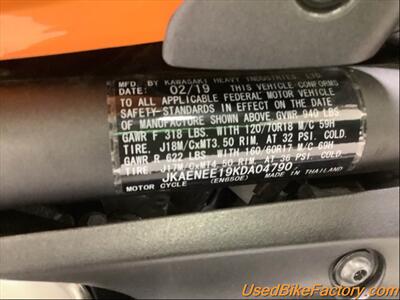 MFD. BY KAWASAKI HEAVY INDUSTRIES, LTD.
DATE: 02/19 THIS VEHICLE CONFORMS
TO ALL APPLICABLE FEDERAL MOTOR VEHICLE
SAFETY STANDARDS IN EFFECT ON THE DATE
OF MANUFACTURE SHOWN ABOVE GVWR 940 LBS
GAWR F 318 LBS. WITH 120/70R18 M/C 59H
TIRE, J18M/CxMT3.50 RIM, AT 32 PSI. COLD.
GAWR R 622 LBS. WITH 160/60R17 M/C 69H
TIRE, J17M/CxMT4.50 RIM, AT 36 PSI. COLD.
JKAENEE19KDA04790
MOTOR CYCLE (EN650E) MADE IN THAILAND
UsedBikeFactory.com